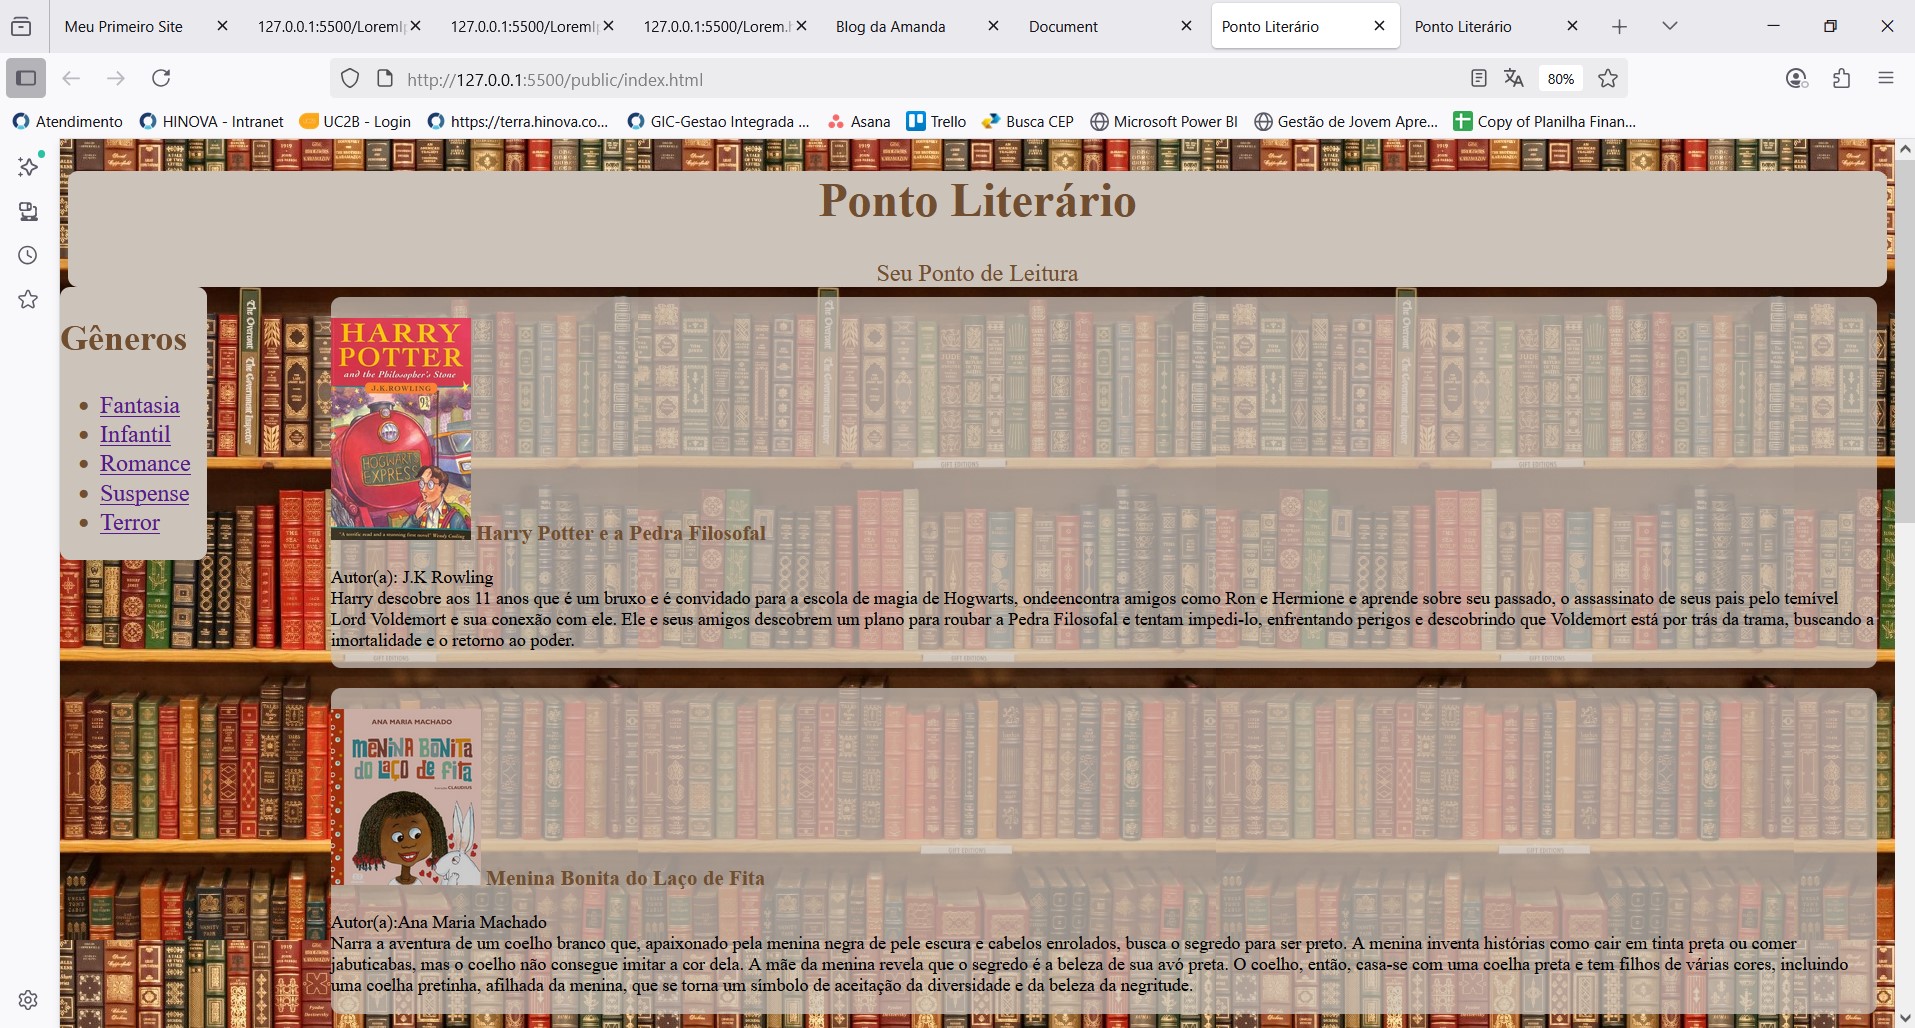 Meu Primeiro Site
127.0.0.1:5500/LoremI
127.0.0.1:5500/LoremI
127.0.0.1:5500/Lorem.
Blog da Amanda
Document
Ponto Literário
Ponto Literário
http://127.0.0.1:5500/public/index.html
80%
Atendimento
HINOVA - Intranet
UC2B - Login
https://terra.hinova.co...
GIC-Gestao Integrada ...
Asana
Trello
Busca CEP
Microsoft Power BI
Gestão de Jovem Apre...
Copy of Planilha Finan...
Ponto Literário
Seu Ponto de Leitura
Gêneros
Fantasia
Infantil
Romance
Suspense
Terror
HARRY
POTTER
and the Philosopher's Stone
J.K.ROWLING
9¾
HOGWARTS
EXPRESS
Harry Potter e a Pedra Filosofal
Autor(a): J.K Rowling
Harry descobre aos 11 anos que é um bruxo e é convidado para a escola de magia de Hogwarts, ondeencontra amigos como Ron e Hermione e aprende sobre seu passado, o assassinato de seus pais pelo temível
Lord Voldemort e sua conexão com ele. Ele e seus amigos descobrem um plano para roubar a Pedra Filosofal e tentam impedi-lo, enfrentando perigos e descobrindo que Voldemort está por trás da trama, buscando a
imortalidade e o retorno ao poder.
ANA MARIA MACHADO
MENINA BONITA
DO LAÇO DE FITA
CLAUDIUS
Menina Bonita do Laço de Fita
Autor(a):Ana Maria Machado
Narra a aventura de um coelho branco que, apaixonado pela menina negra de pele escura e cabelos enrolados, busca o segredo para ser preto. A menina inventa histórias como cair em tinta preta ou comer
jabuticabas, mas o coelho não consegue imitar a cor dela. A mãe da menina revela que o segredo é a beleza de sua avó preta. O coelho, então, casa-se com uma coelha preta e tem filhos de várias cores, incluindo
uma coelha pretinha, afilhada da menina, que se torna um símbolo de aceitação da diversidade e da beleza da negritude.